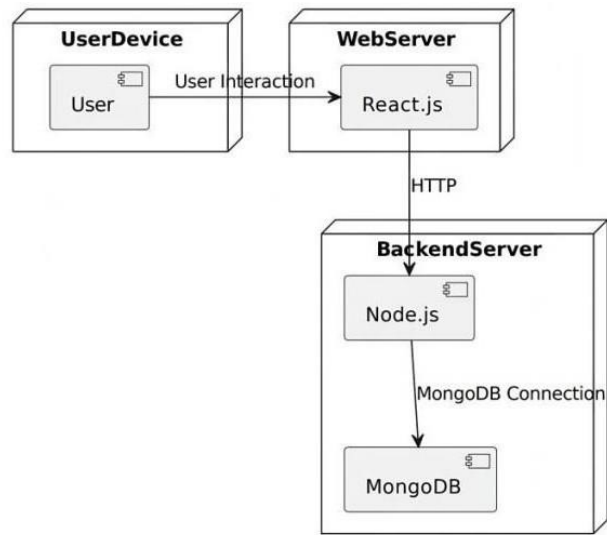 UserDevice
WebServer
User Interaction
User
React.js
HTTP
BackendServer
Node.js
MongoDB Connection
MongoDB